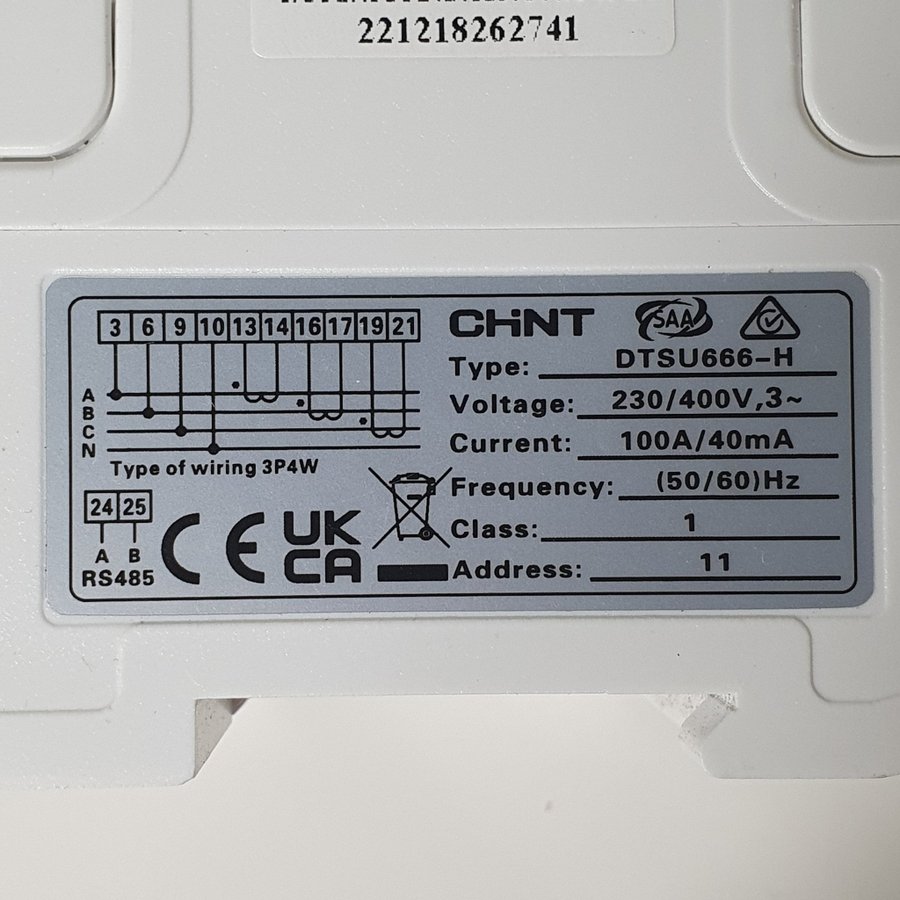 221218262741
3 6 9 10 13 14 16 17 19 21
A
B
C
N
Type of wiring 3P4W
24 25
A B
RS485
CE
UK
CA
CHiNT
SAA
Type: DTSU666-H
Voltage: 230/400V,3~
Current: 100A/40mA
Frequency: (50/60)Hz
Class: 1
Address: 11